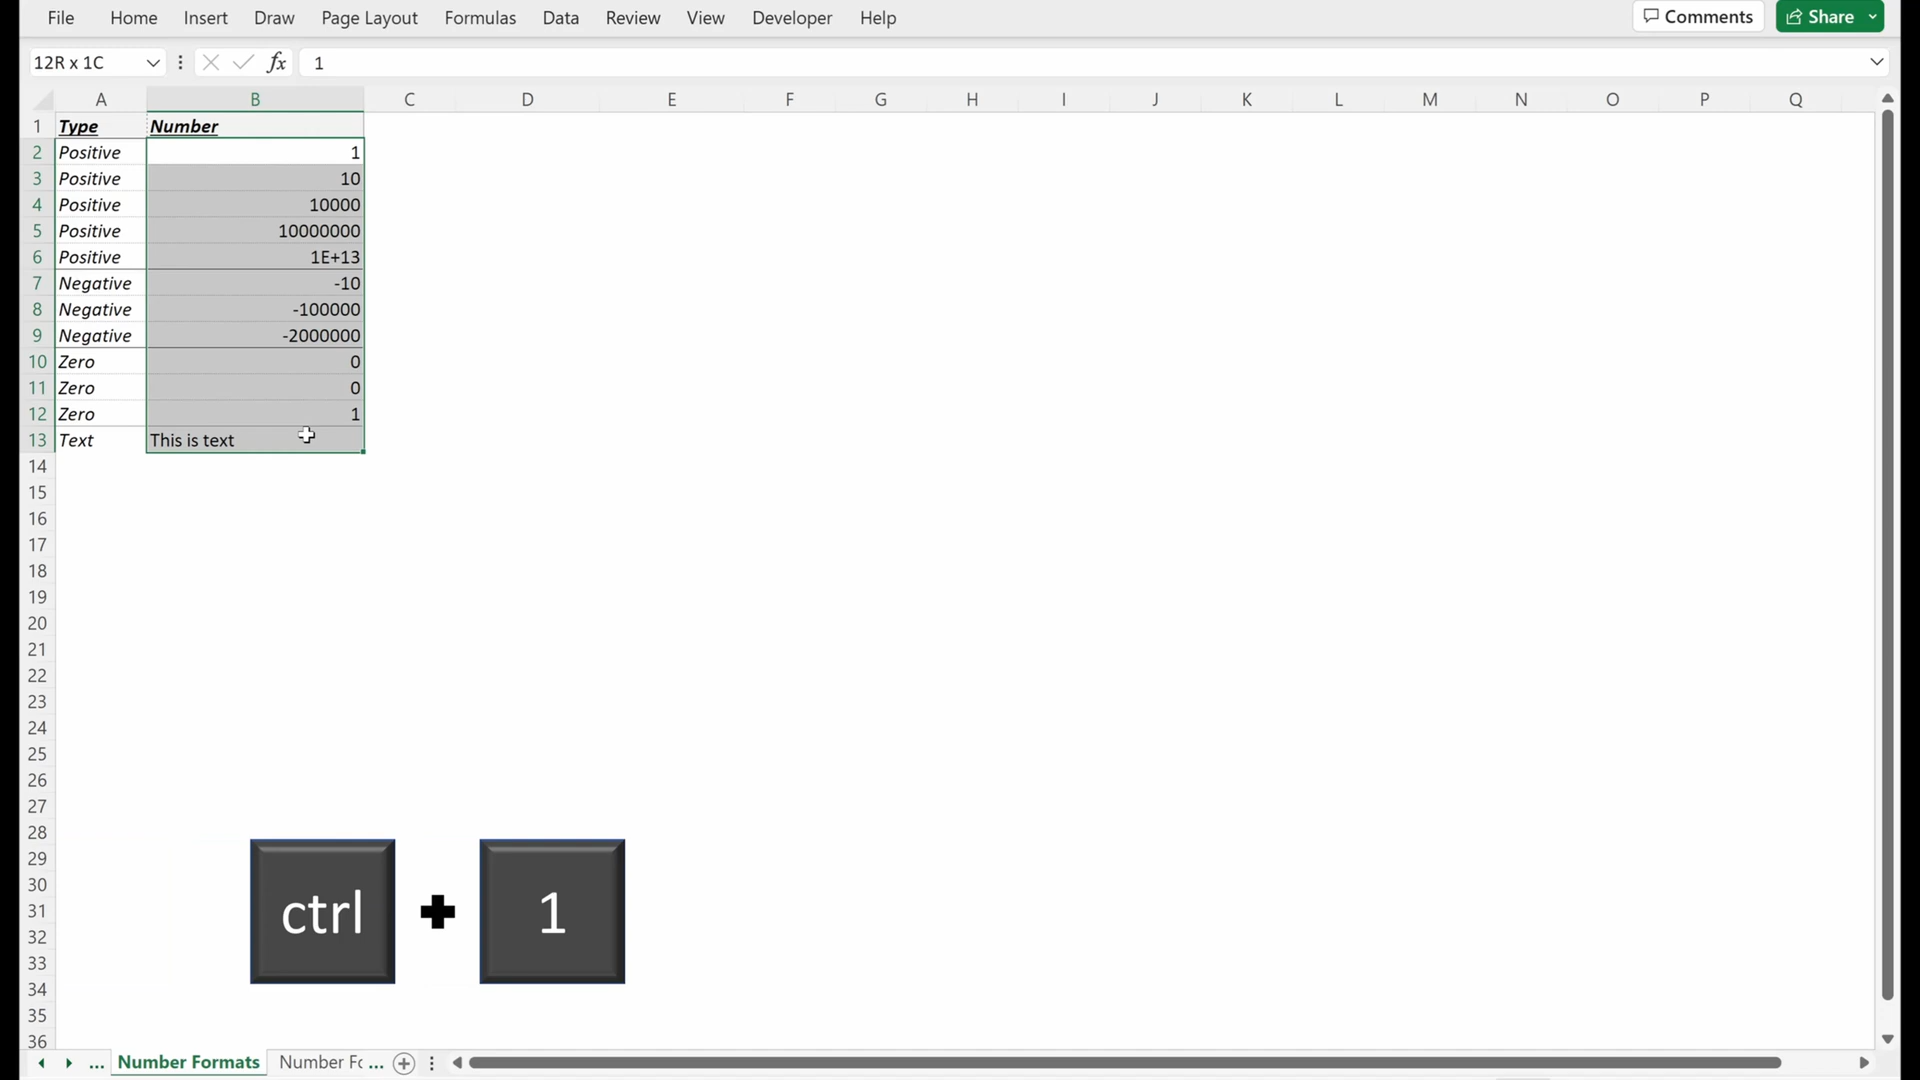 File Home Insert Draw Page Layout Formulas Data Review View Developer Help Comments Share
12R x 1C fx 1
A B C D E F G H I J K L M N O P Q
1 Type Number
2 Positive 1
3 Positive 10
4 Positive 10000
5 Positive 10000000
6 Positive 1E+13
7 Negative -10
8 Negative -100000
9 Negative -2000000
10 Zero 0
11 Zero 0
12 Zero 1
13 Text This is text
14
15
16
17
18
19
20
21
22
23
24
25
26
27
28
29
30
31
32
33
34
35
36
ctrl + 1
... Number Formats Number Fc ...